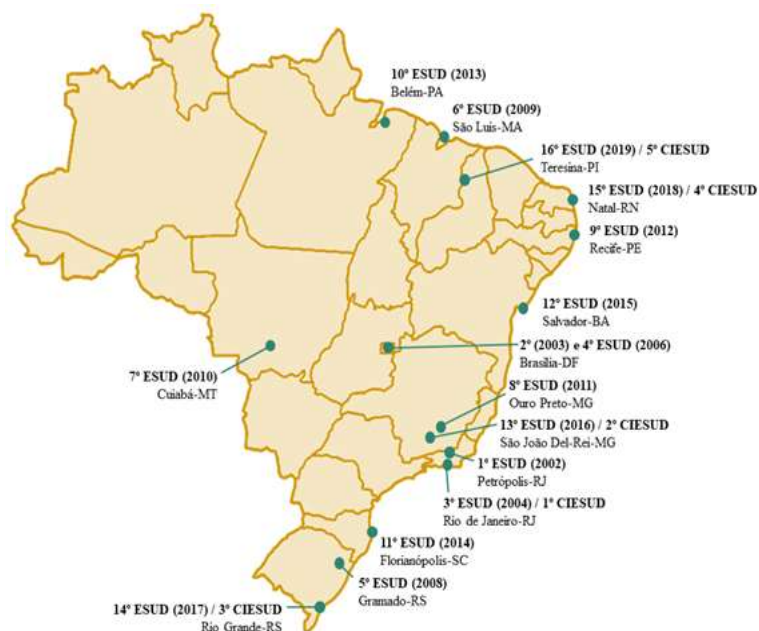 10º ESUD (2013)
Belém-PA
6º ESUD (2009)
São Luis-MA
16º ESUD (2019) / 5º CIESUD
Teresina-PI
15º ESUD (2018) / 4º CIESUD
Natal-RN
9º ESUD (2012)
Recife-PE
12º ESUD (2015)
Salvador-BA
2º (2003) e 4º ESUD (2006)
Brasília-DF
7º ESUD (2010)
Cuiabá-MT
8º ESUD (2011)
Ouro Preto-MG
13º ESUD (2016) / 2º CIESUD
São João Del-Rei-MG
1º ESUD (2002)
Petrópolis-RJ
3º ESUD (2004) / 1º CIESUD
Rio de Janeiro-RJ
11º ESUD (2014)
Florianópolis-SC
5º ESUD (2008)
Gramado-RS
14º ESUD (2017) / 3º CIESUD
Rio Grande-RS